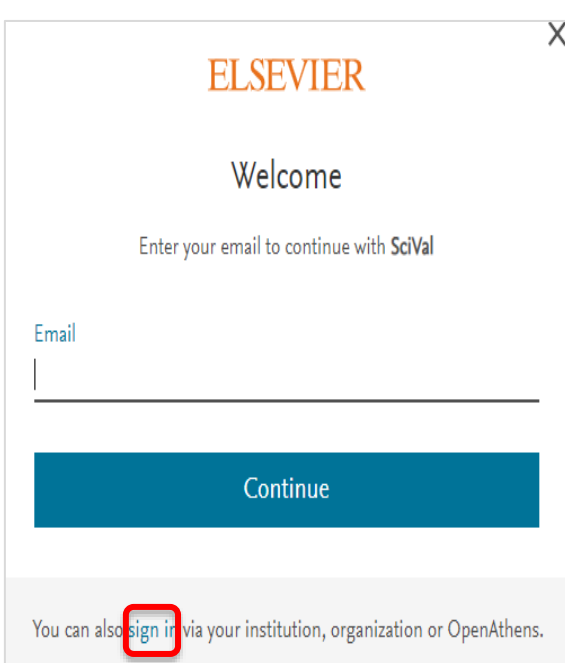 X
ELSEVIER
Welcome
Enter your email to continue with SciVal
Email
Continue
You can also sign in via your institution, organization or OpenAthens.